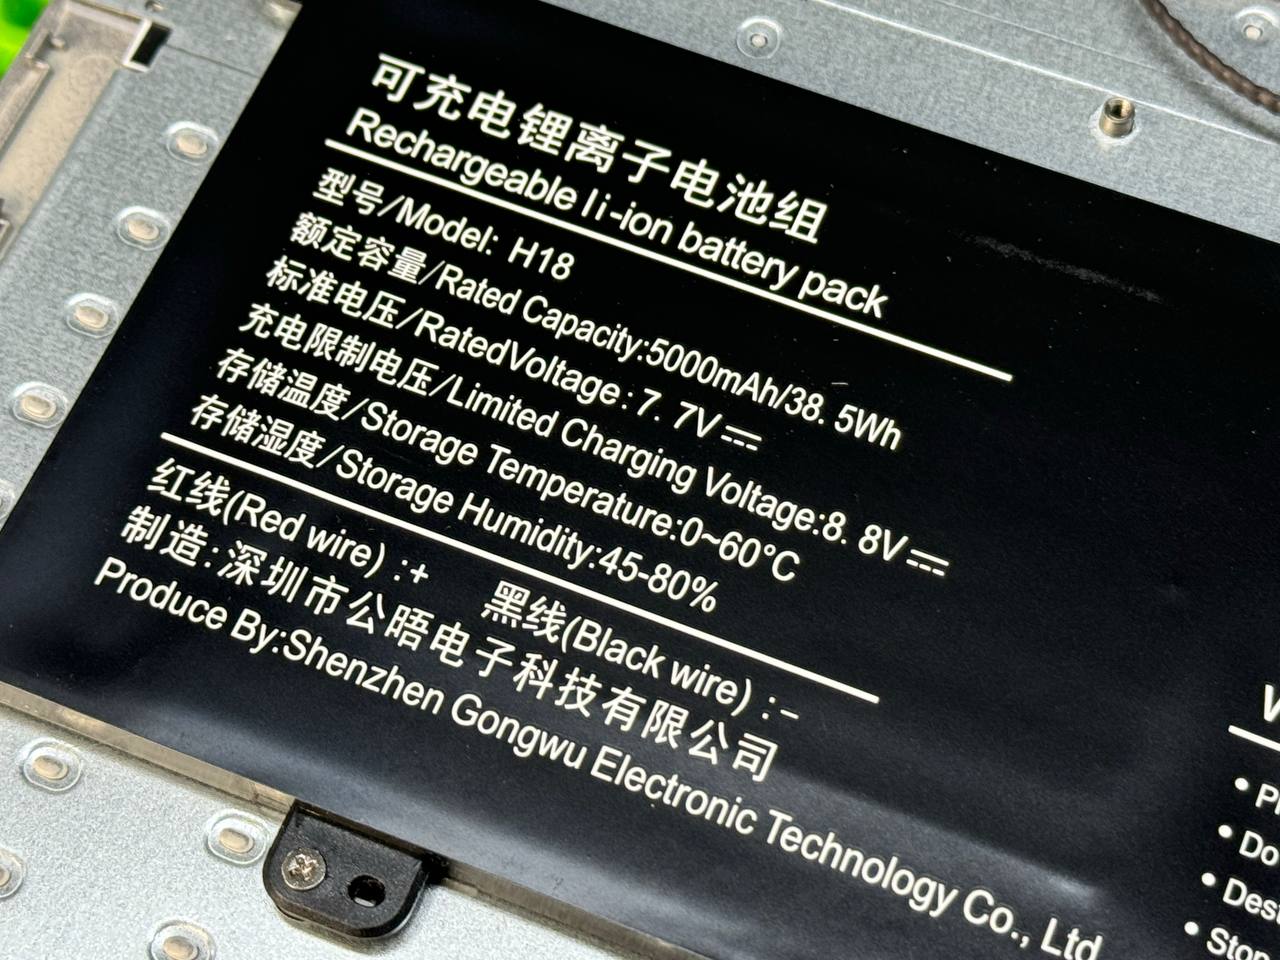 可充电锂离子电池组
Rechargeable li-ion battery pack
型号/Model: H18
额定容量/Rated Capacity:5000mAh/38.5Wh
标准电压/RatedVoltage:7.7V⎓
充电限制电压/Limited Charging Voltage:8.8V⎓
存储温度/Storage Temperature:0~60℃
存储湿度/Storage Humidity:45-80%
红线(Red wire) :+ 黑线(Black wire) :-
制造:深圳市公晤电子科技有限公司
Produce By:Shenzhen Gongwu Electronic Technology Co., Ltd
• Do
• Stop